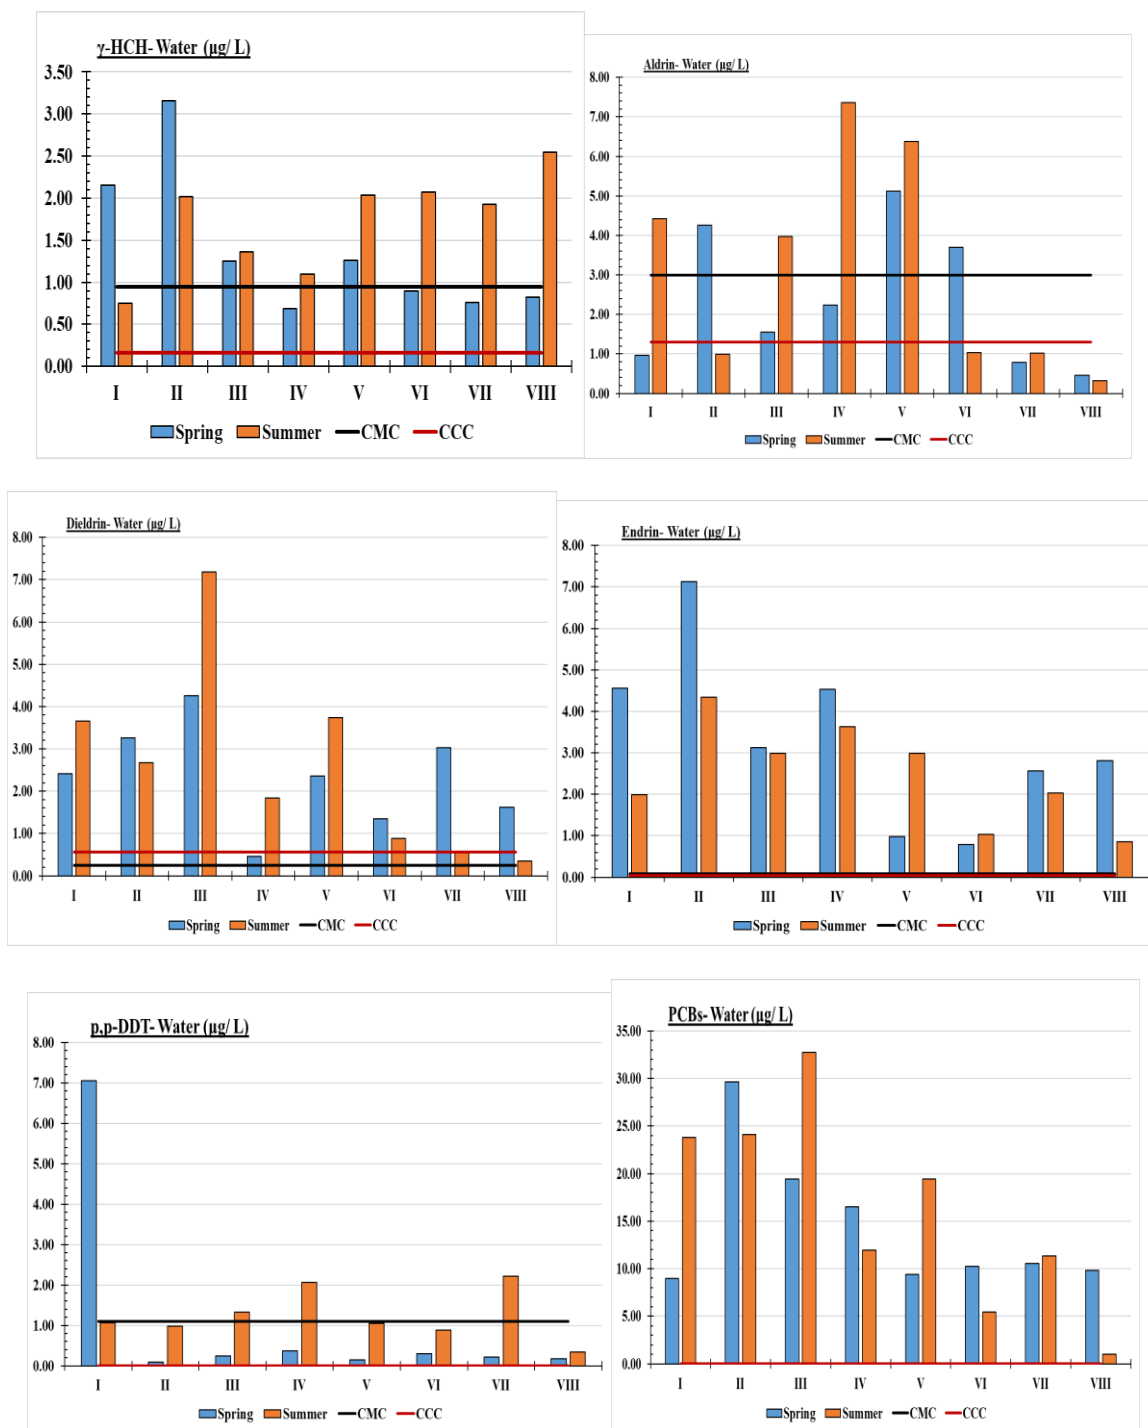 γ-HCH- Water (µg/ L)
3.50
3.00
2.50
2.00
1.50
1.00
0.50
0.00
I II III IV V VI VII VIII
Spring Summer CMC CCC
Aldrin- Water (µg/ L)
8.00
7.00
6.00
5.00
4.00
3.00
2.00
1.00
0.00
I II III IV V VI VII VIII
Spring Summer CMC CCC
Dieldrin- Water (µg/ L)
8.00
7.00
6.00
5.00
4.00
3.00
2.00
1.00
0.00
I II III IV V VI VII VIII
Spring Summer CMC CCC
Endrin- Water (µg/ L)
8.00
7.00
6.00
5.00
4.00
3.00
2.00
1.00
0.00
I II III IV V VI VII VIII
Spring Summer CMC CCC
p,p-DDT- Water (µg/ L)
8.00
7.00
6.00
5.00
4.00
3.00
2.00
1.00
0.00
I II III IV V VI VII VIII
Spring Summer CMC CCC
PCBs- Water (µg/ L)
35.00
30.00
25.00
20.00
15.00
10.00
5.00
0.00
I II III IV V VI VII VIII
Spring Summer CMC CCC